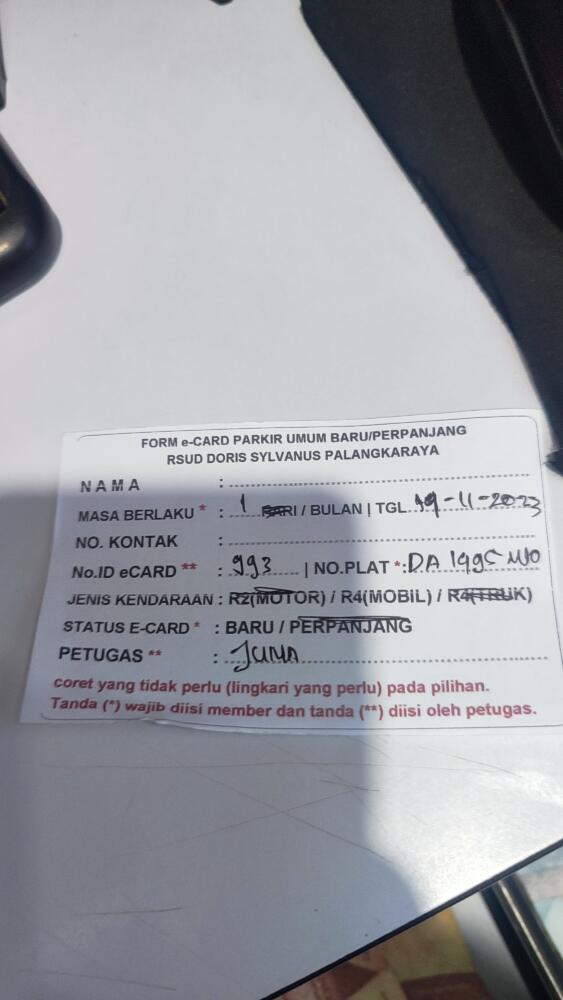 FORM e-CARD PARKIR UMUM BARU/PERPANJANG
RSUD DORIS SYLVANUS PALANGKARAYA
NAMA :
MASA BERLAKU * : 1 HARI / BULAN | TGL. 19-11-2023
NO. KONTAK :
No.ID eCARD ** : 993 | NO.PLAT *: DA 1495
JENIS KENDARAAN : R2(MOTOR) / R4(MOBIL) / R4(TRUK)
STATUS E-CARD * : BARU / PERPANJANG
PETUGAS ** : JUNA
coret yang tidak perlu (lingkari yang perlu) pada pilihan.
Tanda (*) wajib diisi member dan tanda (**) diisi oleh petugas.